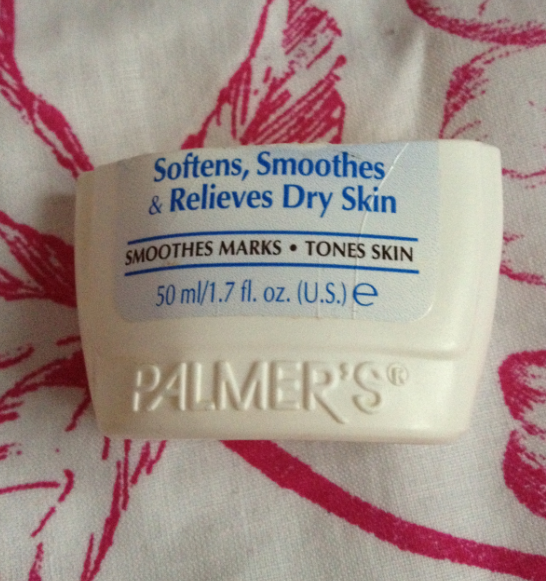 Softens, Smoothes
& Relieves Dry Skin
SMOOTHES MARKS • TONES SKIN
50 ml/1.7 fl. oz. (U.S.) ℮
PALMER'S®